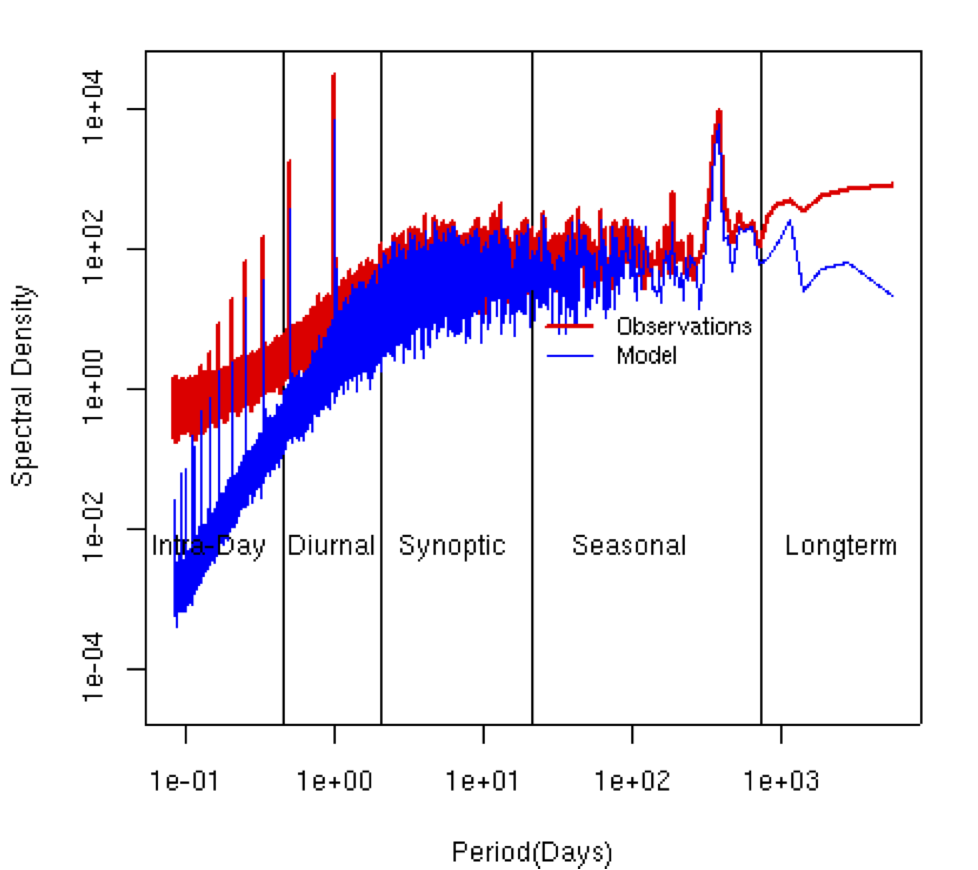 1e+04
1e+02
1e+00
1e-02
1e-04
Spectral Density
Observations
Model
Intra-Day Diurnal Synoptic Seasonal Longterm
1e-01 1e+00 1e+01 1e+02 1e+03
Period(Days)